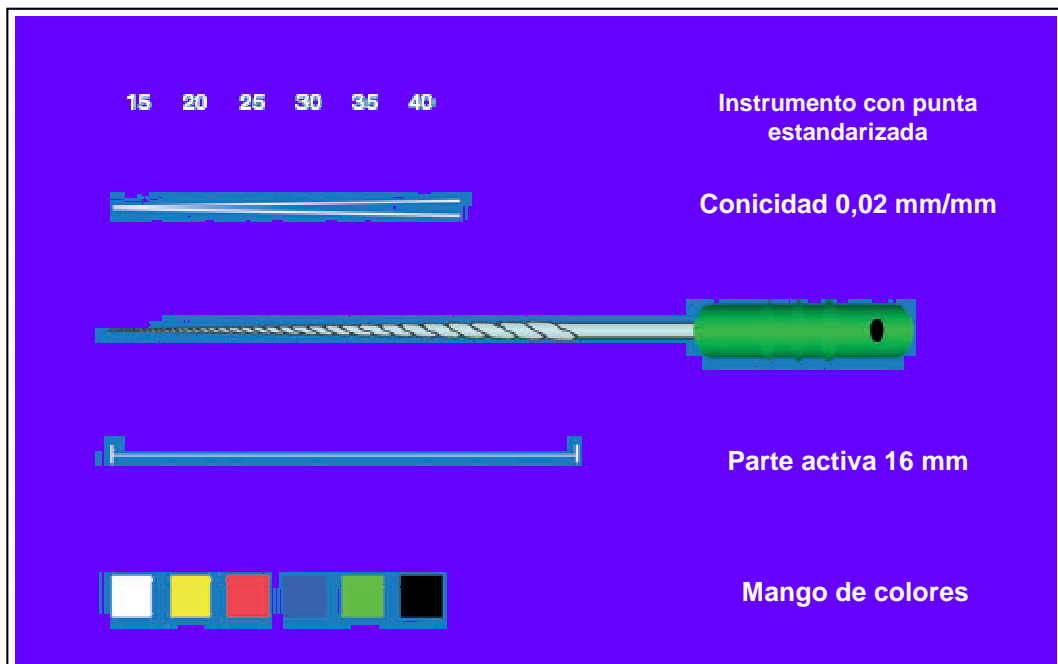 15 20 25 30 35 40
Instrumento con punta
estandarizada
Conicidad 0,02 mm/mm
Parte activa 16 mm
Mango de colores